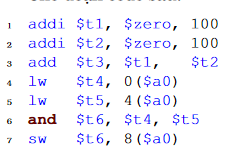 1 addi $t1, $zero, 100
2 addi $t2, $zero, 100
3 add $t3, $t1, $t2
4 lw $t4, 0($a0)
5 lw $t5, 4($a0)
6 and $t6, $t4, $t5
7 sw $t6, 8($a0)